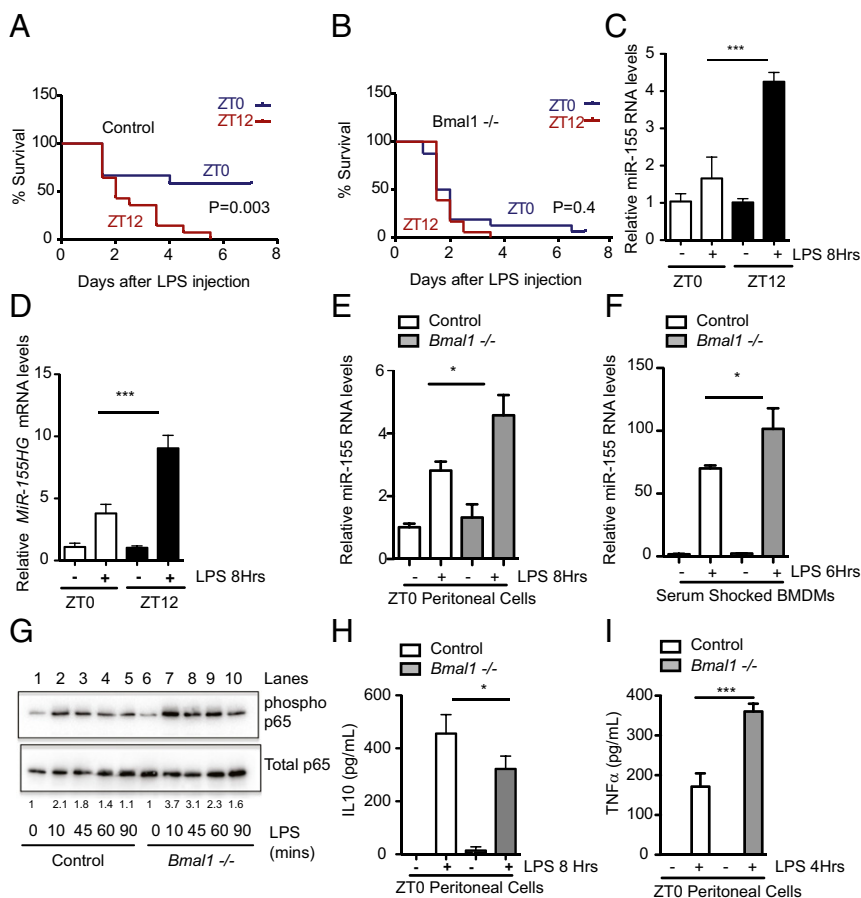 A
150
100
50
0
% Survival
Control
ZT0
ZT12
ZT0
ZT12
P=0.003
0 2 4 6 8
Days after LPS injection
B
150
100
50
0
% Survival
Bmal1 -/-
ZT0
ZT12
ZT0
ZT12
P=0.4
0 2 4 6 8
Days after LPS injection
C
Relative miR-155 RNA levels
5
4
3
2
1
0
***
- + - + LPS 8Hrs
ZT0 ZT12
D
Relative MiR-155HG mRNA levels
15
10
5
0
***
- + - + LPS 8Hrs
ZT0 ZT12
E
Control
Bmal1 -/-
Relative miR-155 RNA levels
6
4
2
0
*
- + - + LPS 8Hrs
ZT0 Peritoneal Cells
F
Control
Bmal1 -/-
Relative miR-155 RNA levels
150
100
50
0
*
- + - + LPS 6Hrs
Serum Shocked BMDMs
G
1 2 3 4 5 6 7 8 9 10 Lanes
phospho
p65
Total p65
1 2.1 1.8 1.4 1.1 1 3.7 3.1 2.3 1.6
0 10 45 60 90 0 10 45 60 90 LPS
(mins)
Control Bmal1 -/-
H
Control
Bmal1 -/-
IL10 (pg/mL)
600
400
200
0
*
- + - + LPS 8 Hrs
ZT0 Peritoneal Cells
I
Control
Bmal1 -/-
TNFα (pg/mL)
400
300
200
100
0
***
- + - + LPS 4Hrs
ZT0 Peritoneal Cells